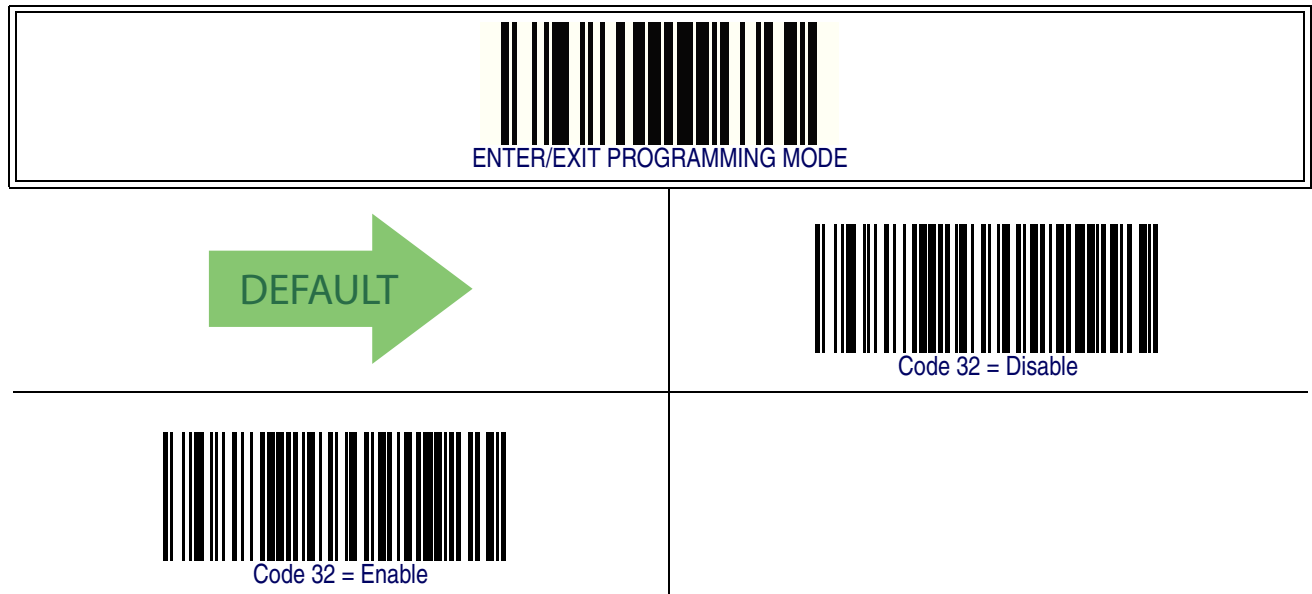 ENTER/EXIT PROGRAMMING MODE
DEFAULT
Code 32 = Disable
Code 32 = Enable